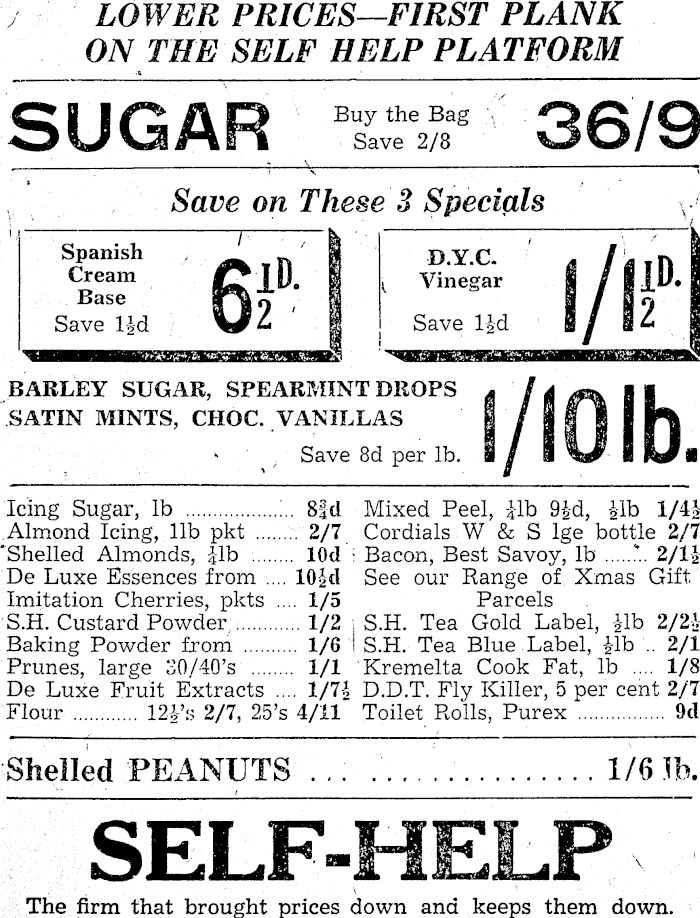 LOWER PRICES—FIRST PLANK
ON THE SELF HELP PLATFORM
SUGAR Buy the Bag Save 2/8 36/9
Save on These 3 Specials
Spanish
Cream
Base
Save 1½d
6½D.
D.Y.C.
Vinegar
Save 1½d
1/1½D.
BARLEY SUGAR, SPEARMINT DROPS
SATIN MINTS, CHOC. VANILLAS
Save 8d per lb.
1/10 lb.
Icing Sugar, lb .................... 8¾d
Almond Icing, 1lb pkt ........ 2/7
Shelled Almonds, ¼lb ........ 10d
De Luxe Essences from .... 10½d
Imitation Cherries, pkts .... 1/5
S.H. Custard Powder ............ 1/2
Baking Powder from .......... 1/6
Prunes, large 30/40's ........ 1/1
De Luxe Fruit Extracts .... 1/7½
Flour ............ 12½'s 2/7, 25's 4/11
Mixed Peel, ¼lb 9½d, ½lb 1/4½
Cordials W & S lge bottle 2/7
Bacon, Best Savoy, lb ........ 2/1½
See our Range of Xmas Gift
Parcels
S.H. Tea Gold Label, ½lb 2/2½
S.H. Tea Blue Label, ½lb .. 2/1
Kremelta Cook Fat, lb .... 1/8
D.D.T. Fly Killer, 5 per cent 2/7
Toilet Rolls, Purex ................ 9d
Shelled PEANUTS ... ................ 1/6 lb.
SELF-HELP
The firm that brought prices down and keeps them down.